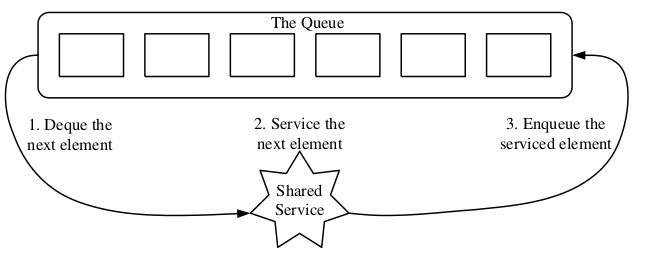 The Queue
1. Deque the
next element
2. Service the
next element
3. Enqueue the
serviced element
Shared
Service